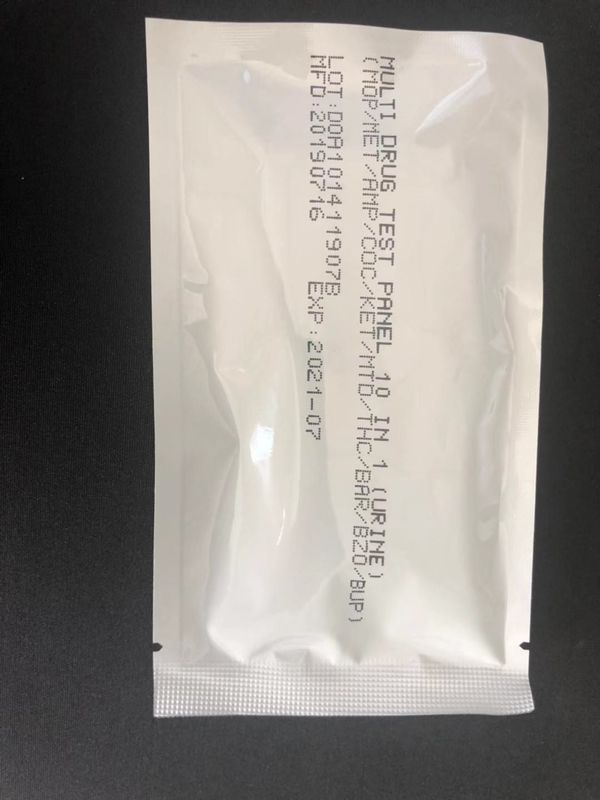 MULTI DRUG TEST PANEL 10 IN 1 (URINE)
(MOP/MET/AMP/COC/KET/MTD/THC/BAR/BZO/BUP)
LOT:DOA101411907B
MFD:20190716 EXP:2021-07